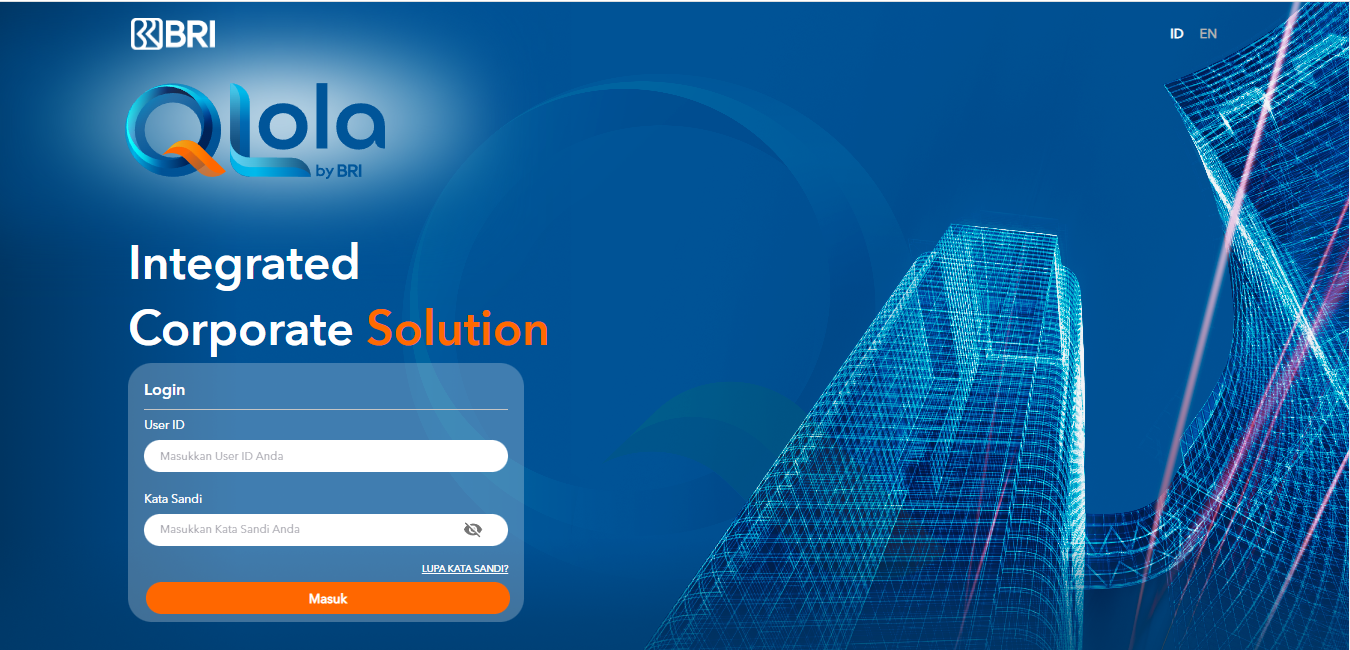 BRI
ID EN
QLola
by BRI
Integrated
Corporate Solution
Login
User ID
Masukkan User ID Anda
Kata Sandi
Masukkan Kata Sandi Anda
LUPA KATA SANDI?
Masuk